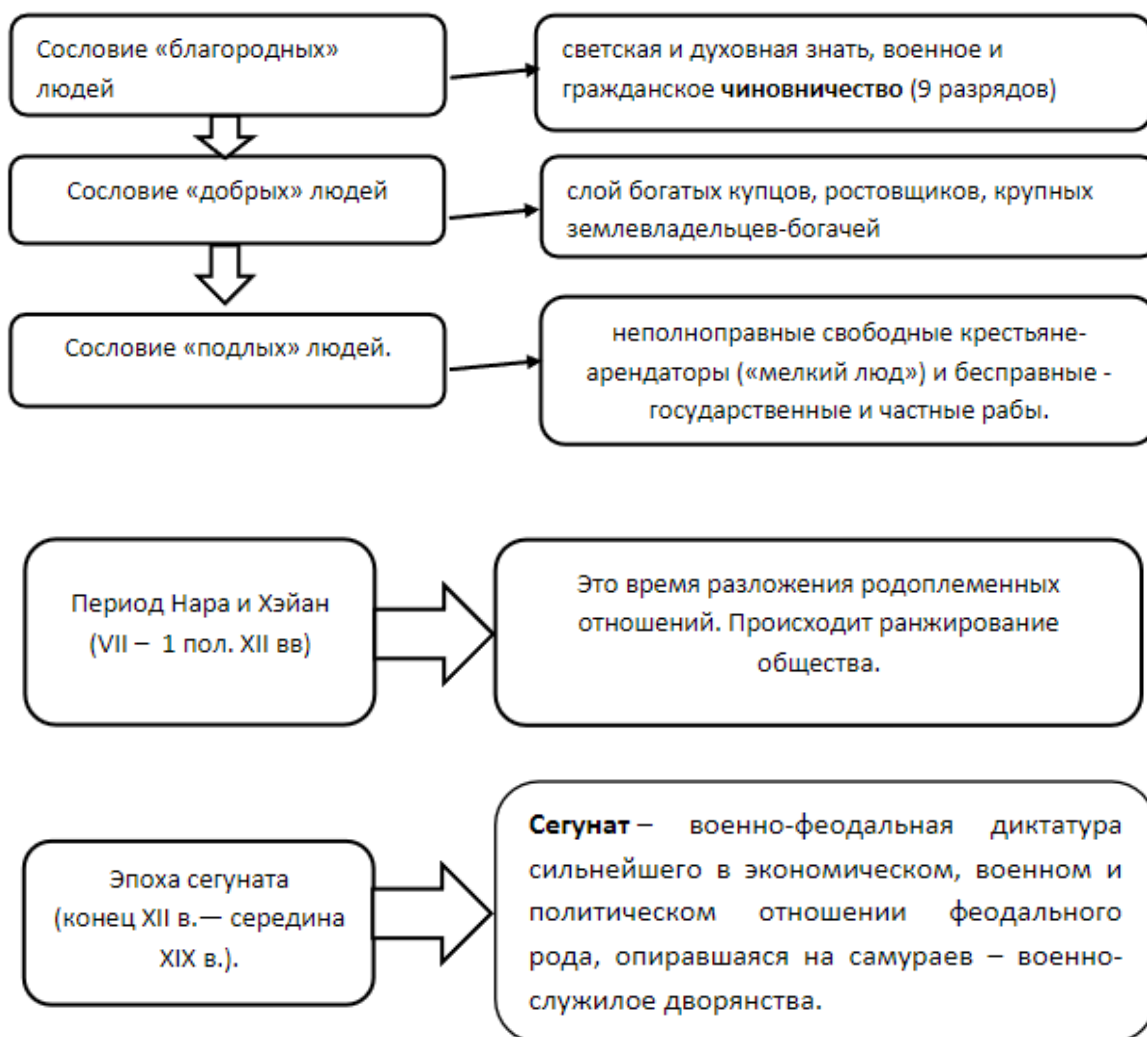 Сословие «благородных»
людей
светская и духовная знать, военное и
гражданское чиновничество (9 разрядов)
Сословие «добрых» людей
слой богатых купцов, ростовщиков, крупных
землевладельцев-богачей
Сословие «подлых» людей.
неполноправные свободные крестьяне-
арендаторы («мелкий люд») и бесправные -
государственные и частные рабы.
Период Нара и Хэйан
(VII – 1 пол. XII вв)
Это время разложения родоплеменных
отношений. Происходит ранжирование
общества.
Эпоха сегуната
(конец XII в.— середина
XIX в.).
Сегунат – военно-феодальная диктатура
сильнейшего в экономическом, военном и
политическом отношении феодального
рода, опиравшаяся на самураев – военно-
служилое дворянства.